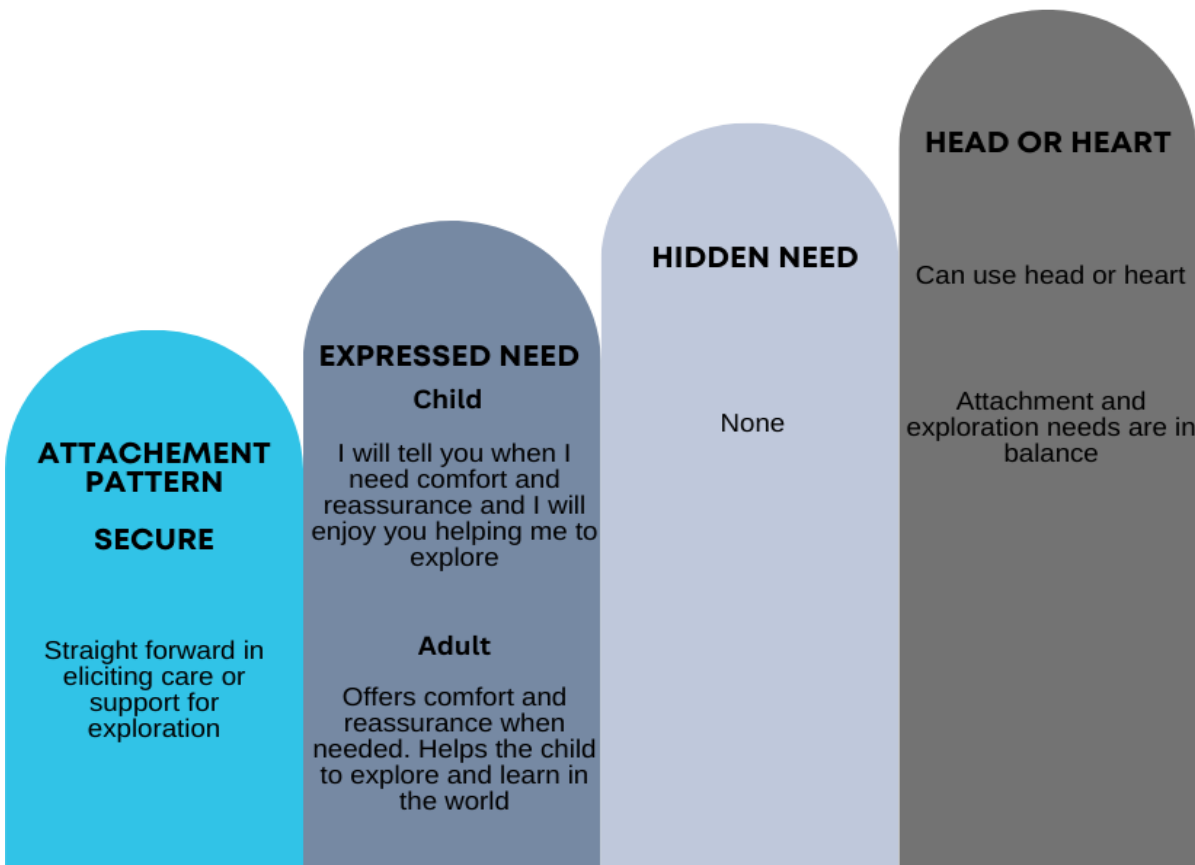 ATTACHEMENT
PATTERN
SECURE
Straight forward in
eliciting care or
support for
exploration
EXPRESSED NEED
Child
I will tell you when I
need comfort and
reassurance and I will
enjoy you helping me to
explore
Adult
Offers comfort and
reassurance when
needed. Helps the child
to explore and learn in
the world
HIDDEN NEED
None
HEAD OR HEART
Can use head or heart
Attachment and
exploration needs are in
balance